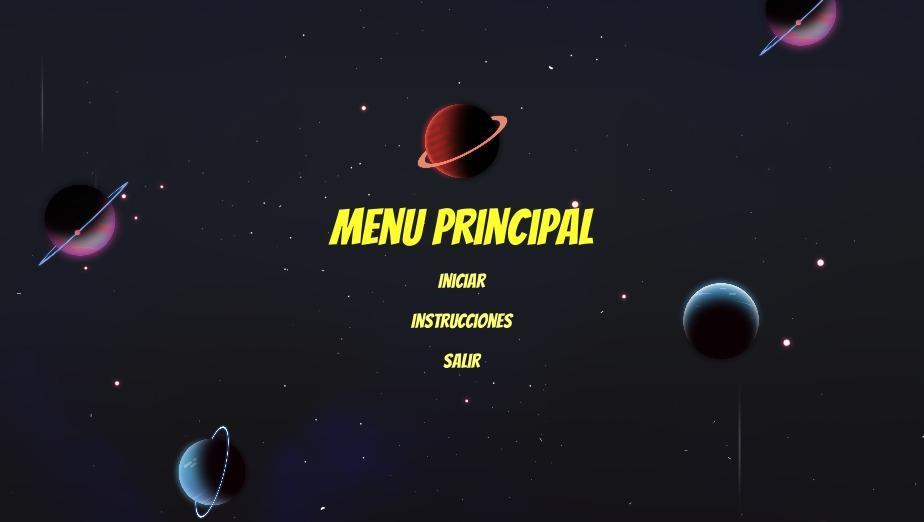 MENU PRINCIPAL
INICIAR
INSTRUCCIONES
SALIR